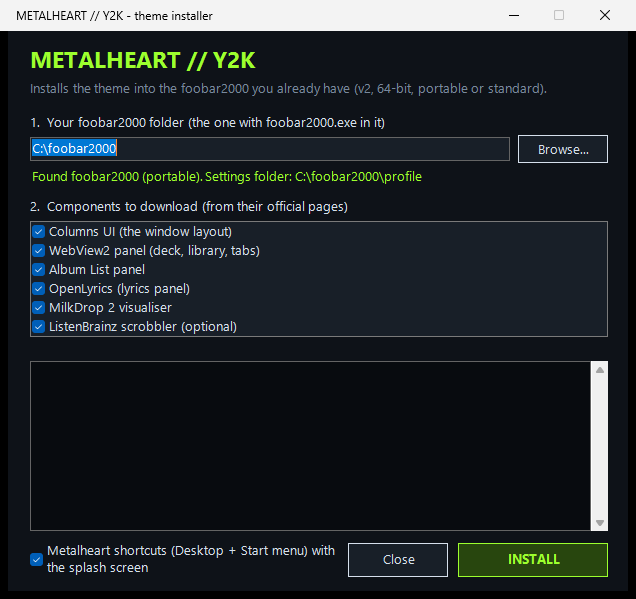 METALHEART // Y2K - theme installer
METALHEART // Y2K
Installs the theme into the foobar2000 you already have (v2, 64-bit, portable or standard).
1. Your foobar2000 folder (the one with foobar2000.exe in it)
C:\foobar2000
Browse...
Found foobar2000 (portable). Settings folder: C:\foobar2000\profile
2. Components to download (from their official pages)
Columns UI (the window layout)
WebView2 panel (deck, library, tabs)
Album List panel
OpenLyrics (lyrics panel)
MilkDrop 2 visualiser
ListenBrainz scrobbler (optional)
Metalheart shortcuts (Desktop + Start menu) with
the splash screen
Close
INSTALL